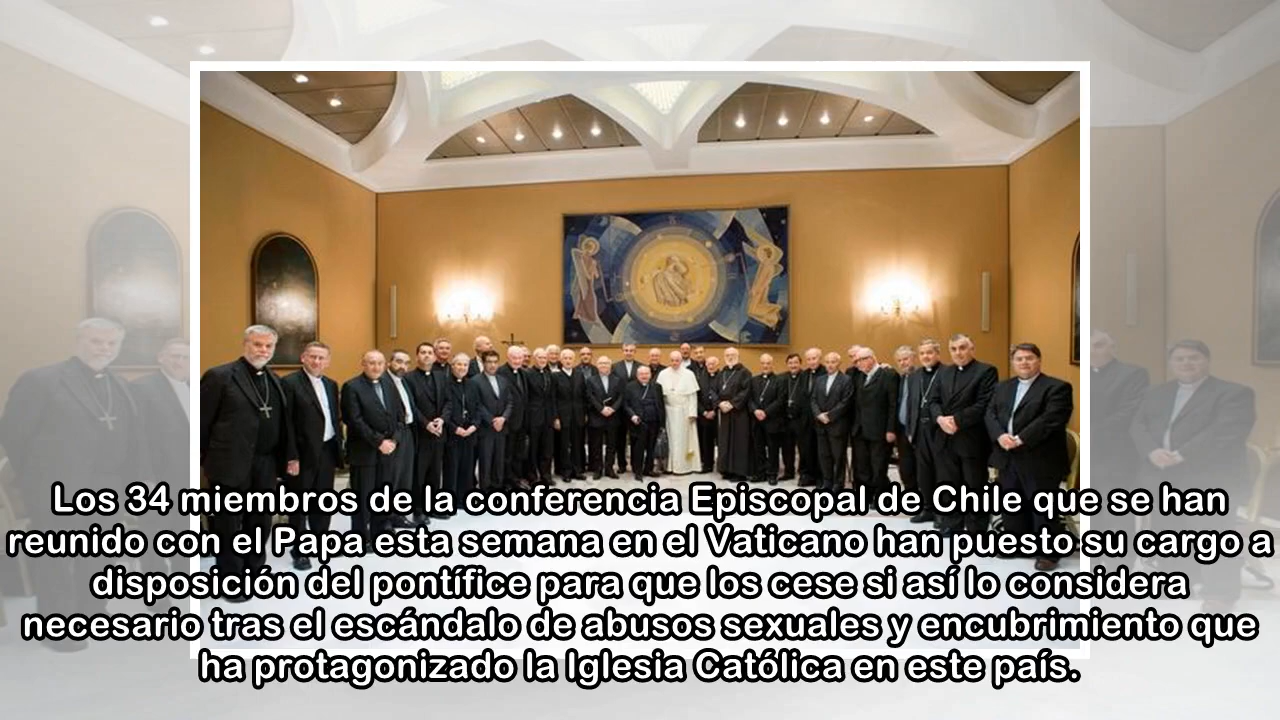 Los 34 miembros de la conferencia Episcopal de Chile que se han
reunido con el Papa esta semana en el Vaticano han puesto su cargo a
disposición del pontífice para que los cese si así lo considera
necesario tras el escándalo de abusos sexuales y encubrimiento que
ha protagonizado la Iglesia Católica en este país.